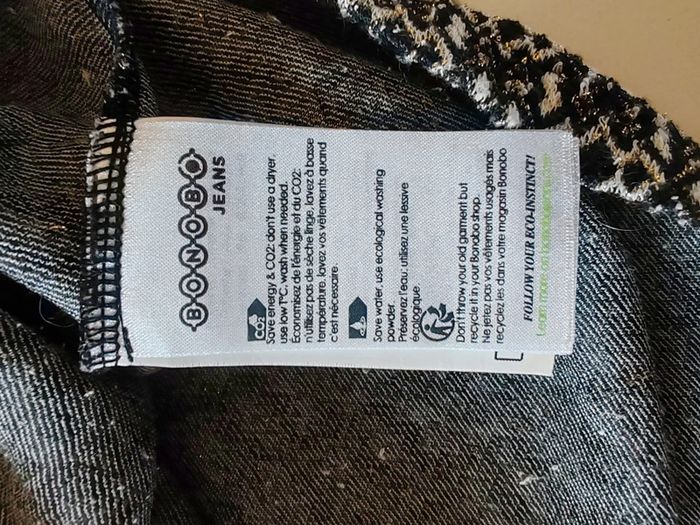 BONOBO
JEANS
CO2
Save energy & CO2: don't use a dryer,
use low T°C, wash when needed.
Économisez de l'énergie et du CO2:
n'utilisez pas de sèche linge, lavez à basse
température, lavez vos vêtements quand
c'est nécessaire.
Save water, use ecological washing
powder.
Préservez l'eau: utilisez une lessive
écologique.
Don't throw your old garment but
recycle it in your Bonobo shop.
Ne jetez pas vos vêtements usagés mais
recyclez les dans votre magasin Bonobo
FOLLOW YOUR ECO-INSTINCT!
Learn more on